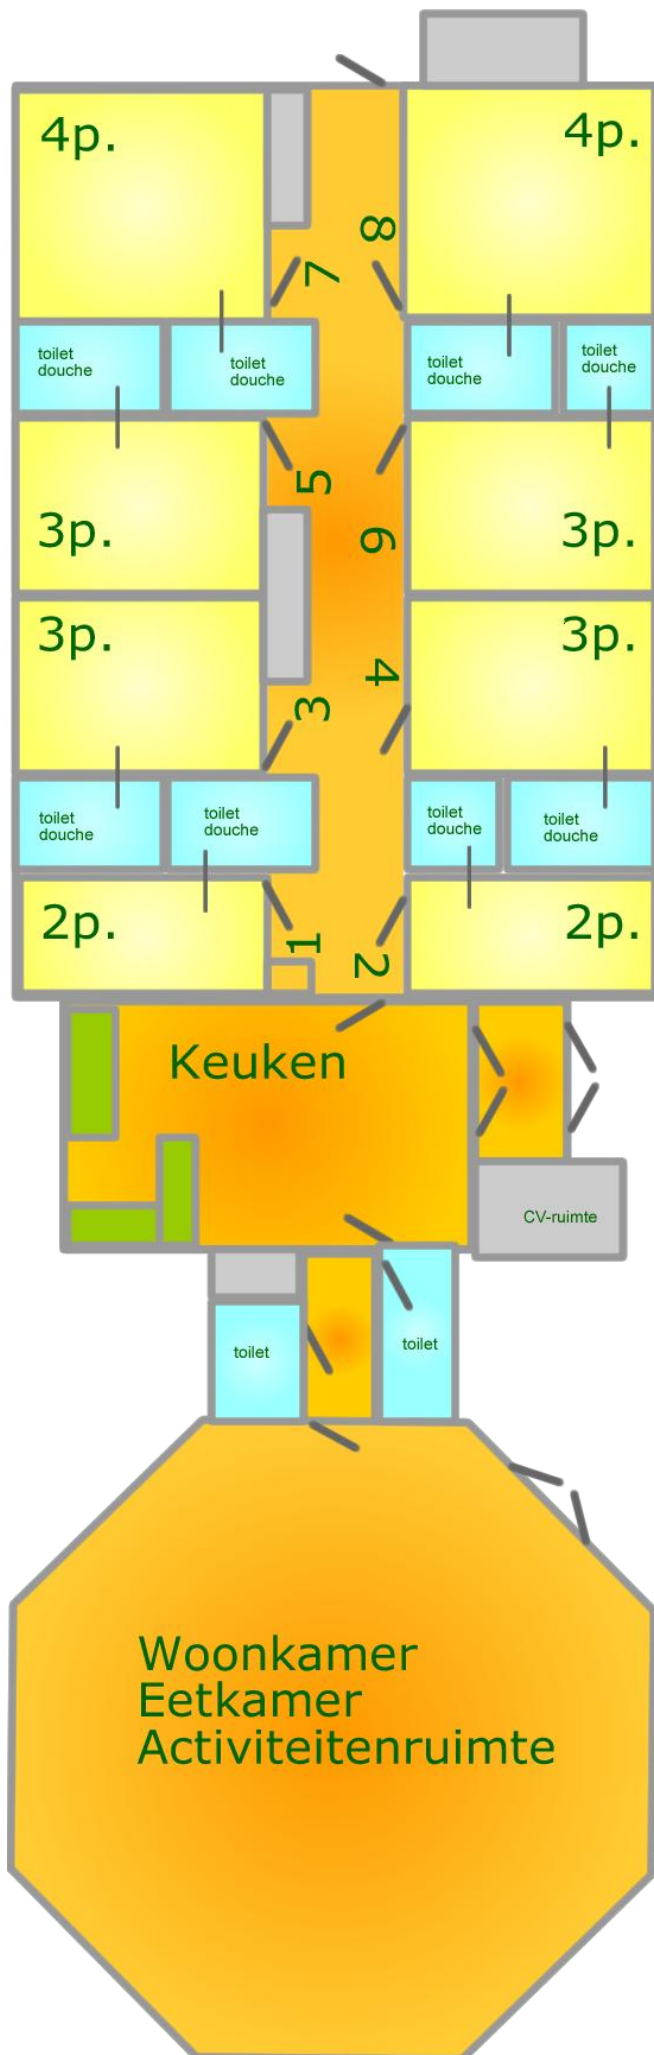 4p.
4p.
8
7
toilet
douche
toilet
douche
toilet
douche
toilet
douche
5
3p.
6
3p.
3p.
3p.
4
3
toilet
douche
toilet
douche
toilet
douche
toilet
douche
2p.
1
2
2p.
Keuken
CV-ruimte
toilet
toilet
Woonkamer
Eetkamer
Activiteitenruimte